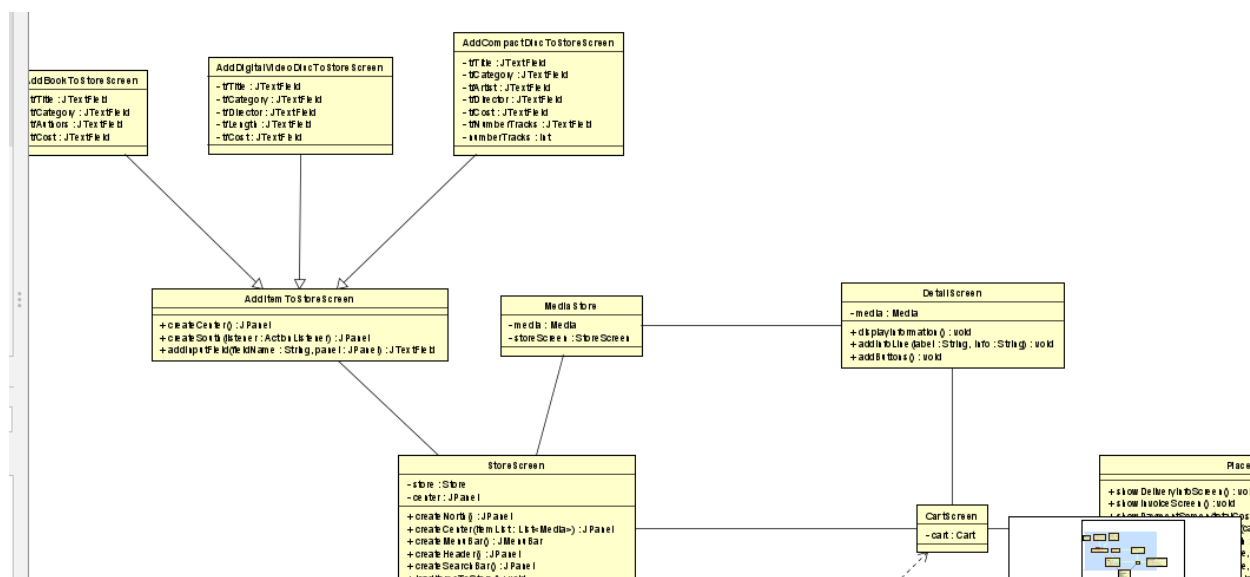 AddCompactDiscToStoreScreen
- tfTitle : JTextField
- tfCategory : JTextField
- tfArtist : JTextField
- tfDirector : JTextField
- tfCost : JTextField
- tfNumberTracks : JTextField
- numberTracks : int
AddDigitalVideoDiscToStoreScreen
- tfTitle : JTextField
- tfCategory : JTextField
- tfDirector : JTextField
- tfLength : JTextField
- tfCost : JTextField
ddBookToStoreScreen
tfTitle : JTextField
tfCategory : JTextField
tfAuthors : JTextField
tfCost : JTextField
AddItemToStoreScreen
+ createCenter() : JPanel
+ createSouth(listener : ActionListener) : JPanel
+ addInputField(fieldName : String, panel : JPanel) : JTextField
MediaStore
- media : Media
- storeScreen : StoreScreen
DetailScreen
- media : Media
+ displayInformation() : void
+ addInfoLine(label : String, info : String) : void
+ addButtons() : void
StoreScreen
- store : Store
- center : JPanel
+ createNorth() : JPanel
+ createCenter(itemList : List<Media>) : JPanel
+ createMenuBar() : JMenuBar
+ createHeader() : JPanel
+ createSearchBar() : JPanel
CartScreen
- cart : Cart
Place
+ showDeliveryInfoScreen() : voi
+ showInvoiceScreen() : void